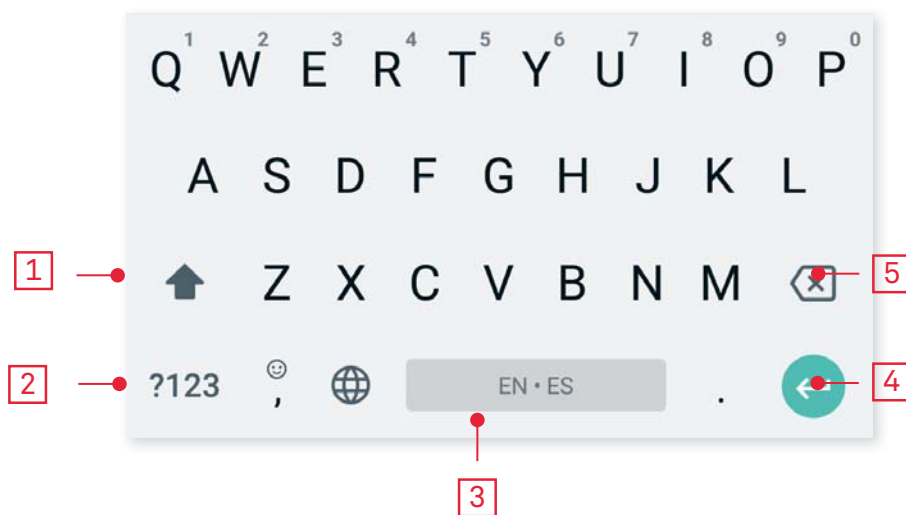 1 2 3 4 5 6 7 8 9 0
Q W E R T Y U I O P
A S D F G H J K L
1 Z X C V B N M 5
2 ?123 , EN • ES . 4
3